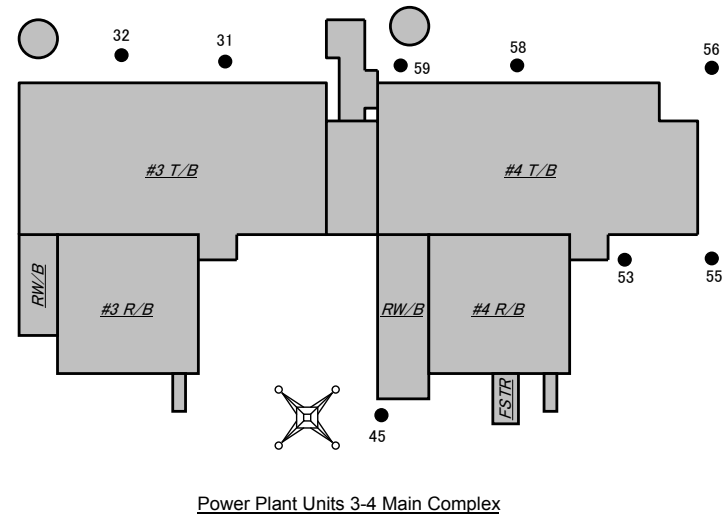 32
31
59
58
56
#3 T/B
#4 T/B
RW/B
#3 R/B
RW/B
#4 R/B
53
55
FSTR
45
Power Plant Units 3-4 Main Complex